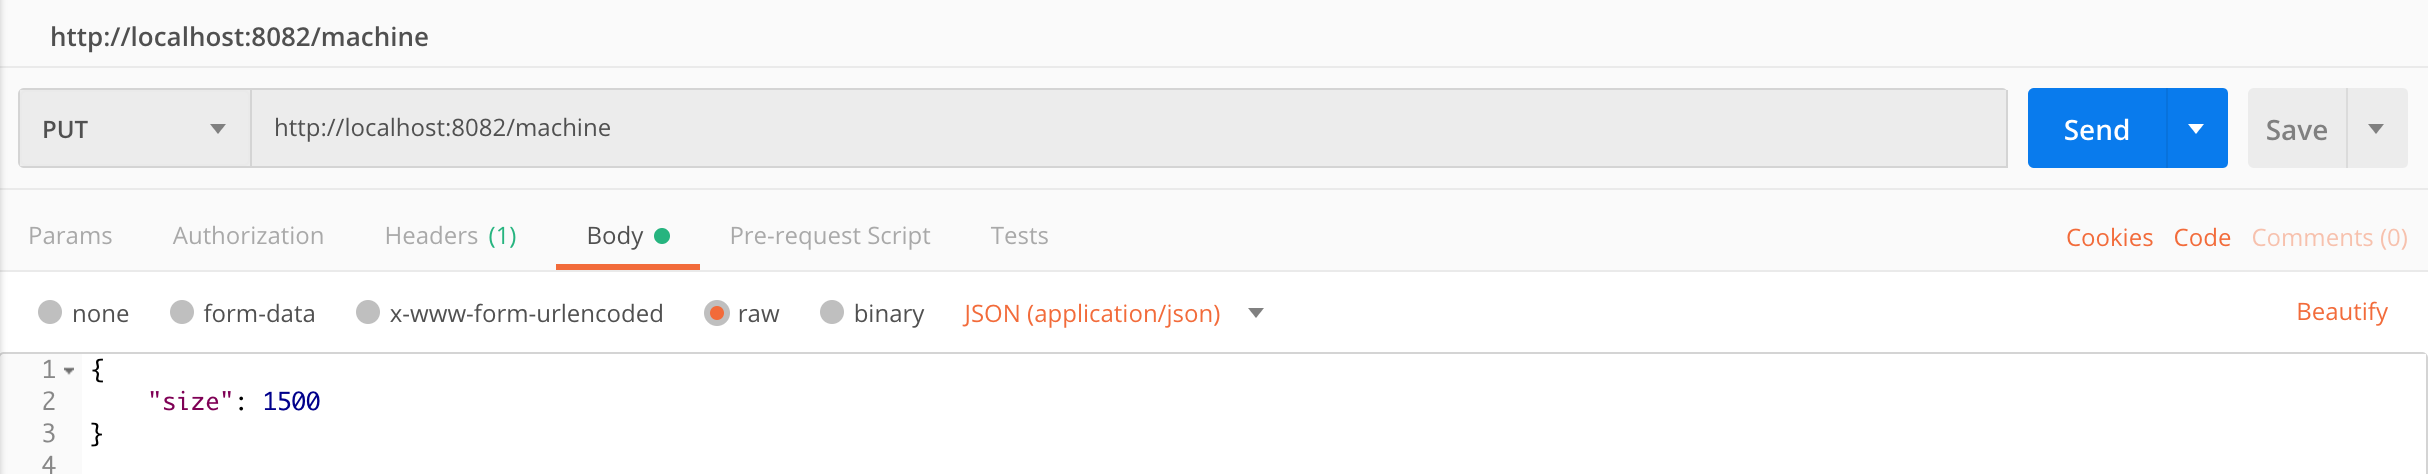 http://localhost:8082/machine
PUT http://localhost:8082/machine Send Save
Params Authorization Headers (1) Body Pre-request Script Tests Cookies Code Comments (0)
none form-data x-www-form-urlencoded raw binary JSON (application/json) Beautify
1 {
2 "size": 1500
3 }
4